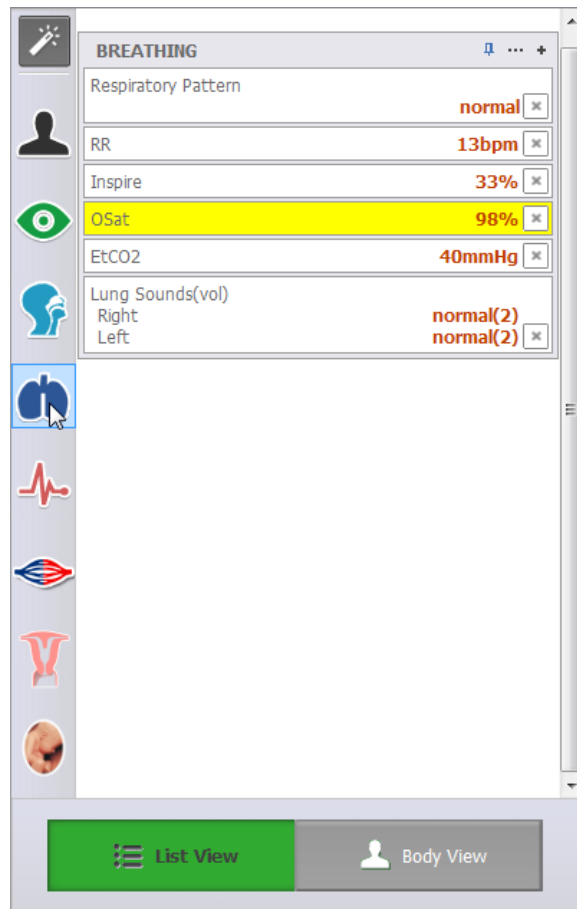 BREATHING
Respiratory Pattern
normal
RR 13bpm
Inspire 33%
OSat 98%
EtCO2 40mmHg
Lung Sounds(vol)
Right normal(2)
Left normal(2)
List View Body View